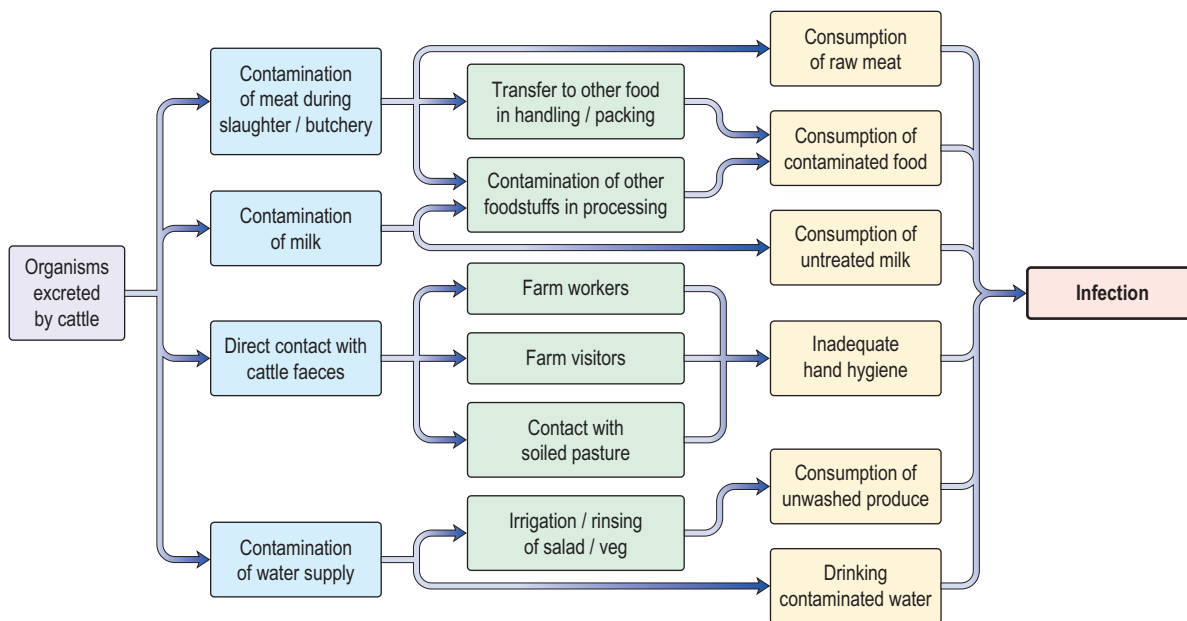 Organisms
excreted
by cattle
Contamination
of meat during
slaughter / butchery
Contamination
of milk
Direct contact with
cattle faeces
Contamination
of water supply
Transfer to other food
in handling / packing
Contamination of other
foodstuffs in processing
Farm workers
Farm visitors
Contact with
soiled pasture
Irrigation / rinsing
of salad / veg
Consumption
of raw meat
Consumption of
contaminated food
Consumption of
untreated milk
Inadequate
hand hygiene
Consumption of
unwashed produce
Drinking
contaminated water
Infection